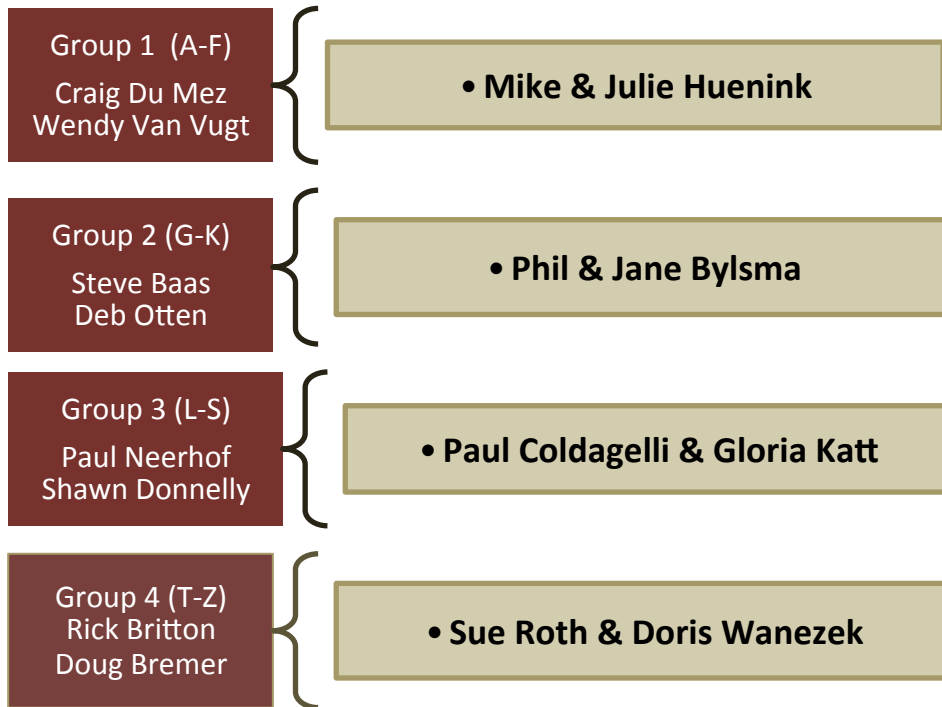 Group 1  (A-F)
Craig Du Mez
Wendy Van Vugt
• Mike & Julie Huenink
Group 2 (G-K)
Steve Baas
Deb Otten
• Phil & Jane Bylsma
Group 3 (L-S)
Paul Neerhof
Shawn Donnelly
• Paul Coldagelli & Gloria Katt
Group 4 (T-Z)
Rick Britton
Doug Bremer
• Sue Roth & Doris Wanezek